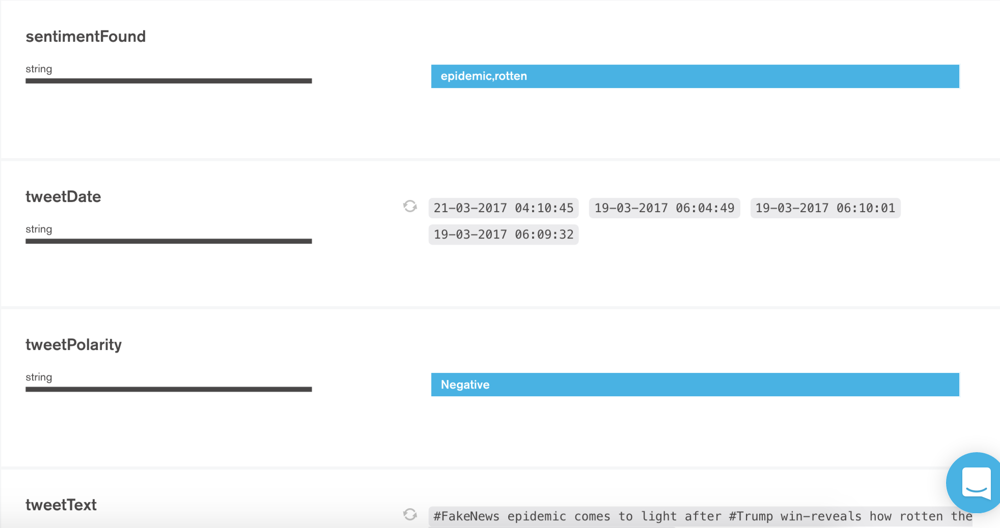 sentimentFound
string
epidemic,rotten
tweetDate
21-03-2017 04:10:45 19-03-2017 06:04:49 19-03-2017 06:10:01
string
19-03-2017 06:09:32
tweetPolarity
string
Negative
tweetText
#FakeNews epidemic comes to light after #Trump win-reveals how rotten the